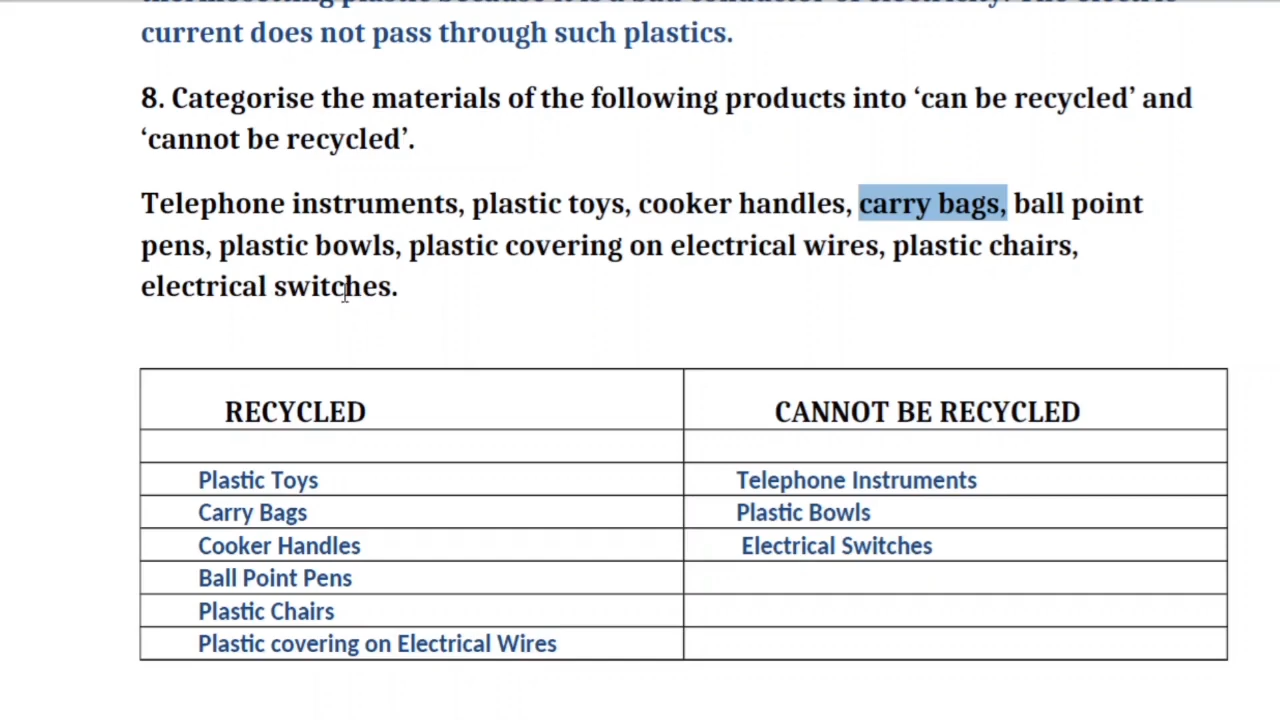 current does not pass through such plastics.
8. Categorise the materials of the following products into ‘can be recycled’ and
‘cannot be recycled’.
Telephone instruments, plastic toys, cooker handles, carry bags, ball point
pens, plastic bowls, plastic covering on electrical wires, plastic chairs,
electrical switches.
RECYCLED
CANNOT BE RECYCLED
Plastic Toys
Telephone Instruments
Carry Bags
Plastic Bowls
Cooker Handles
Electrical Switches
Ball Point Pens
Plastic Chairs
Plastic covering on Electrical Wires